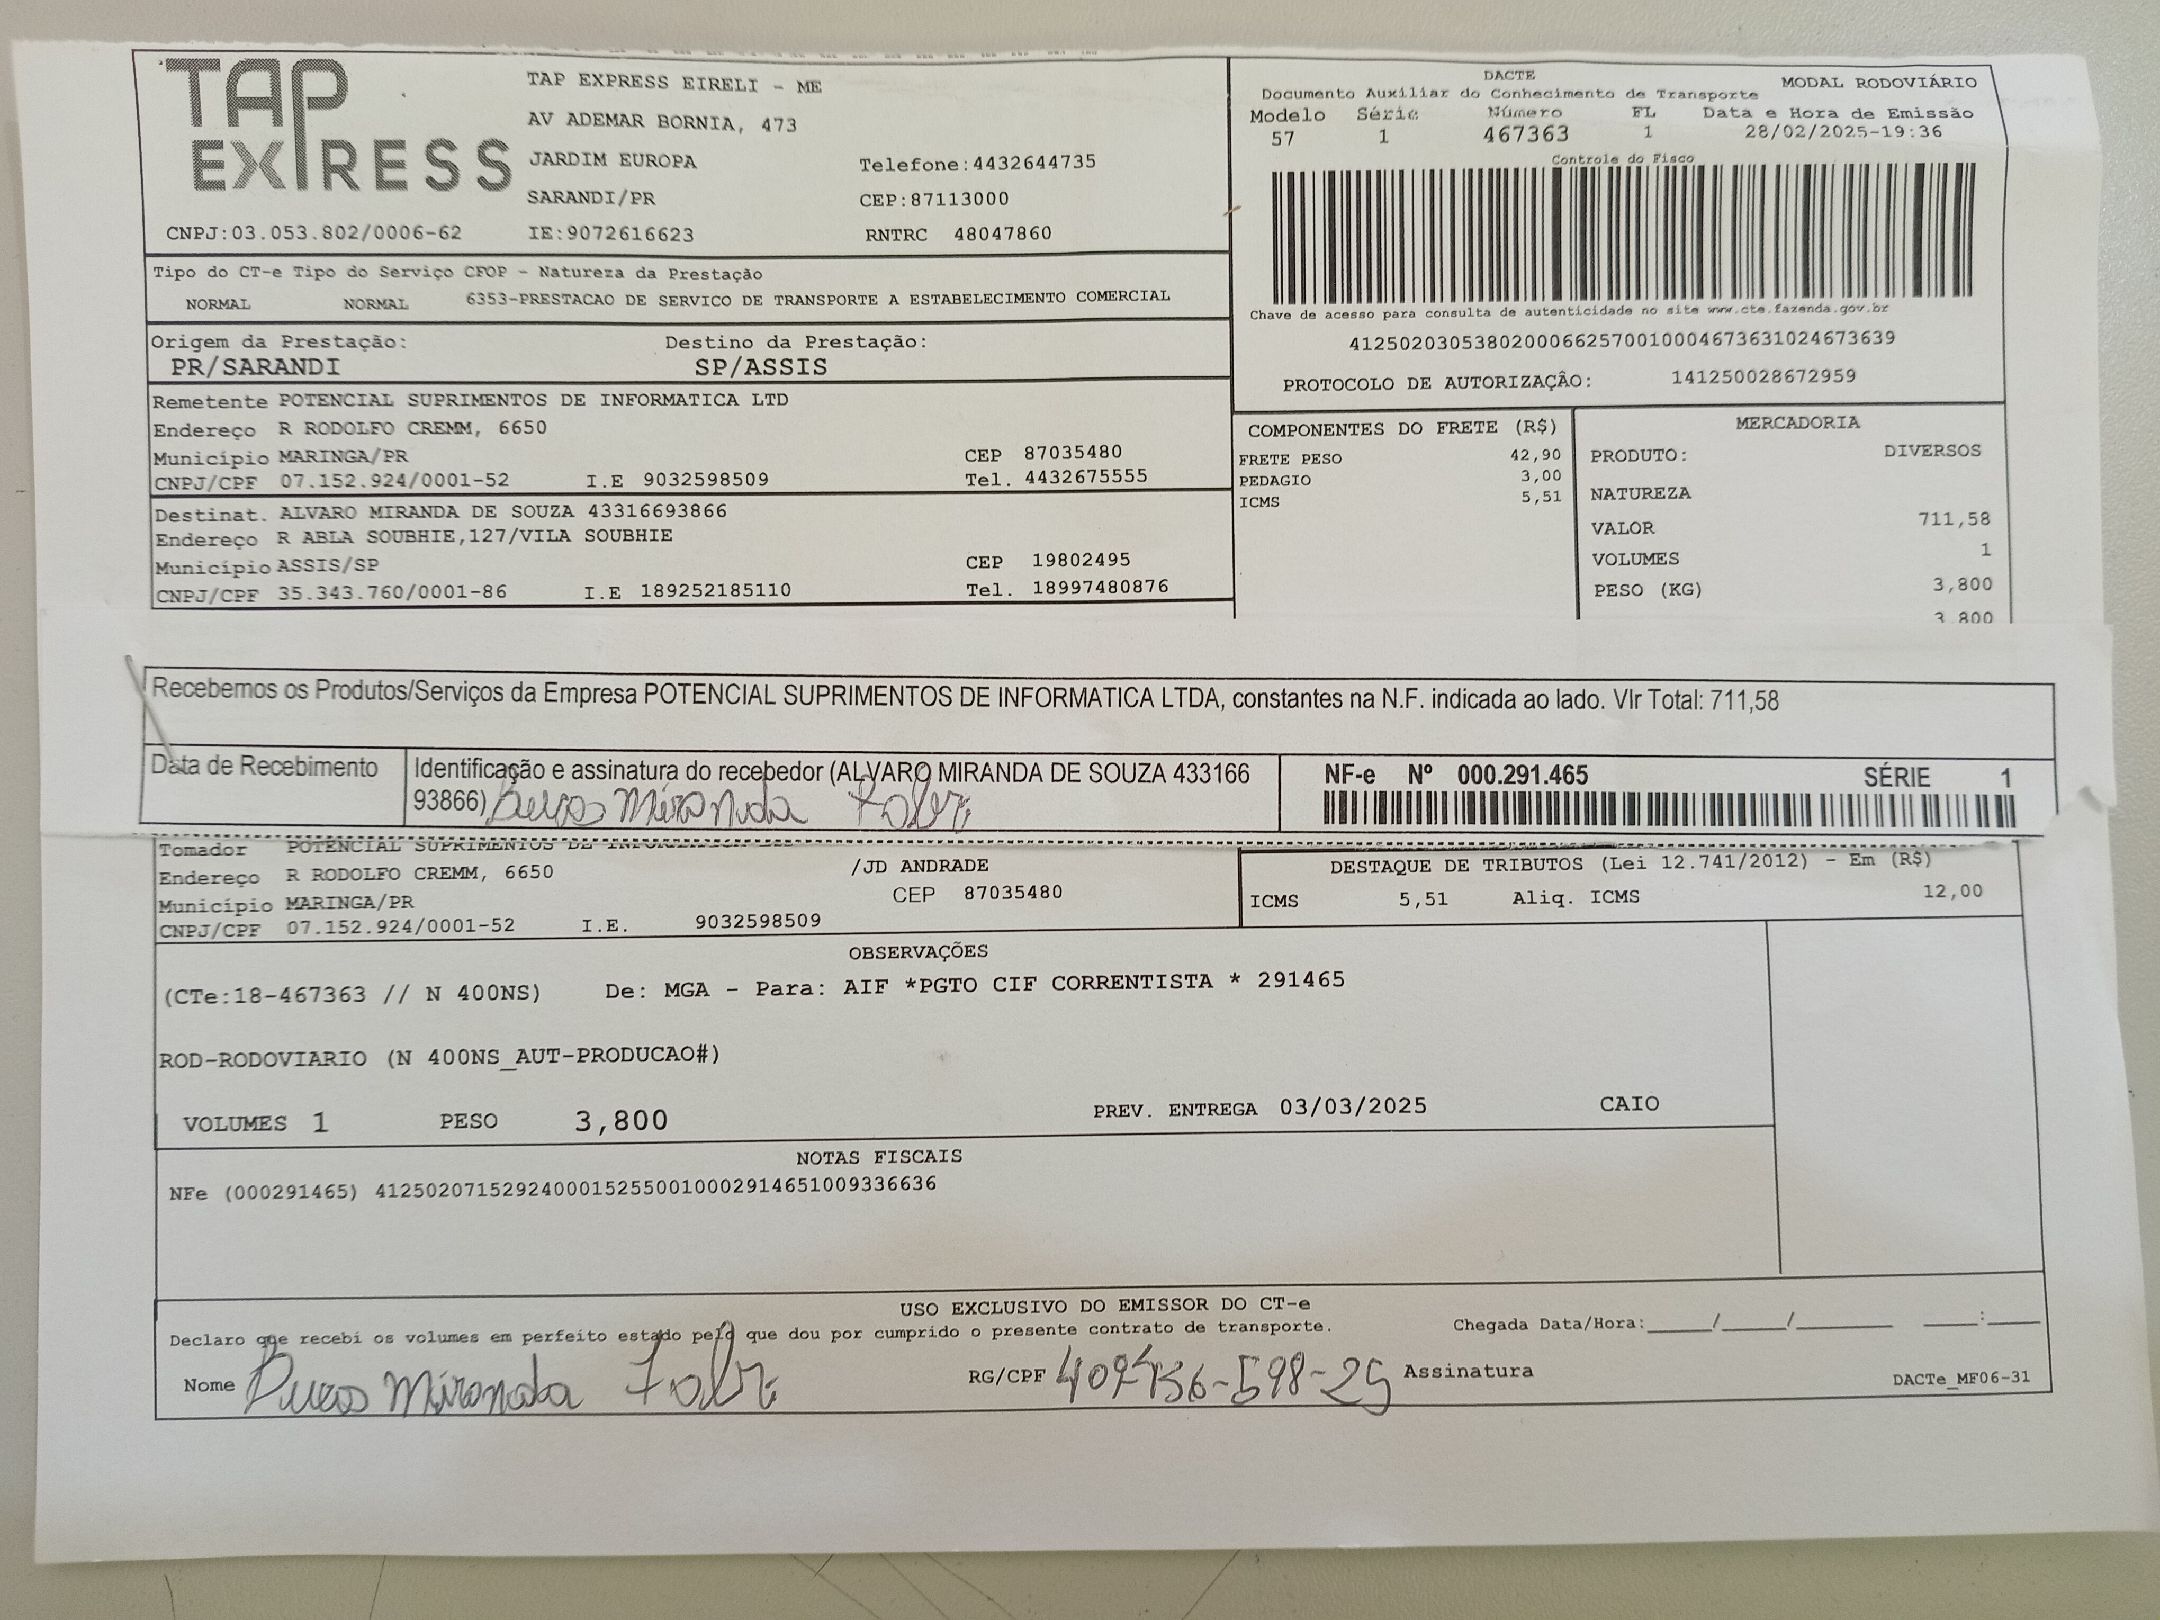 TAP
EXPRESS
TAP EXPRESS EIRELI - ME
AV ADEMAR BORNIA, 473
JARDIM EUROPA Telefone:4432644735
SARANDI/PR CEP:87113000
CNPJ:03.053.802/0006-62 IE:9072616623 RNTRC 48047860
DACTE MODAL RODOVIÁRIO
Documento Auxiliar do Conhecimento de Transporte
Modelo Série Número FL Data e Hora de Emissão
57 1 467363 1 28/02/2025-19:36
Controle do Fisco
Chave de acesso para consulta de autenticidade no site www.cte.fazenda.gov.br
41250203053802000662570010004673631024673639
PROTOCOLO DE AUTORIZAÇÂO: 141250028672959
Tipo do CT-e Tipo do Serviço CFOP - Natureza da Prestação
NORMAL NORMAL 6353-PRESTACAO DE SERVICO DE TRANSPORTE A ESTABELECIMENTO COMERCIAL
Origem da Prestação: Destino da Prestação:
PR/SARANDI SP/ASSIS
Remetente POTENCIAL SUPRIMENTOS DE INFORMATICA LTD
Endereço R RODOLFO CREMM, 6650
Município MARINGA/PR CEP 87035480
CNPJ/CPF 07.152.924/0001-52 I.E 9032598509 Tel. 4432675555
Destinat. ALVARO MIRANDA DE SOUZA 43316693866
Endereço R ABLA SOUBHIE,127/VILA SOUBHIE
Município ASSIS/SP CEP 19802495
CNPJ/CPF 35.343.760/0001-86 I.E 189252185110 Tel. 18997480876
COMPONENTES DO FRETE (R$)
FRETE PESO 42,90
PEDAGIO 3,00
ICMS 5,51
MERCADORIA
PRODUTO: DIVERSOS
NATUREZA
VALOR 711,58
VOLUMES 1
PESO (KG) 3,800
3,800
Recebemos os Produtos/Serviços da Empresa POTENCIAL SUPRIMENTOS DE INFORMATICA LTDA, constantes na N.F. indicada ao lado. Vlr Total: 711,58
Data de Recebimento
Identificação e assinatura do recebedor (ALVARO MIRANDA DE SOUZA 433166
93866) Miranda
NF-e Nº 000.291.465 SÉRIE 1
Tomador POTENCIAL SUPRIMENTOS DE
Endereço R RODOLFO CREMM, 6650 /JD ANDRADE
Município MARINGA/PR CEP 87035480
CNPJ/CPF 07.152.924/0001-52 I.E. 9032598509
DESTAQUE DE TRIBUTOS (Lei 12.741/2012) - Em (R$)
ICMS 5,51 Aliq. ICMS 12,00
OBSERVAÇÕES
(CTe:18-467363 // N 400NS) De: MGA - Para: AIF *PGTO CIF CORRENTISTA * 291465
ROD-RODOVIARIO (N 400NS_AUT-PRODUCAO#)
VOLUMES 1 PESO 3,800 PREV. ENTREGA 03/03/2025 CAIO
NOTAS FISCAIS
NFe (000291465) 41250207152924000152550010002914651009336636
USO EXCLUSIVO DO EMISSOR DO CT-e
Declaro que recebi os volumes em perfeito estado pelo que dou por cumprido o presente contrato de transporte. Chegada Data/Hora:____/____/______ ____:____
Nome Miranda RG/CPF Assinatura DACTe_MF06-31